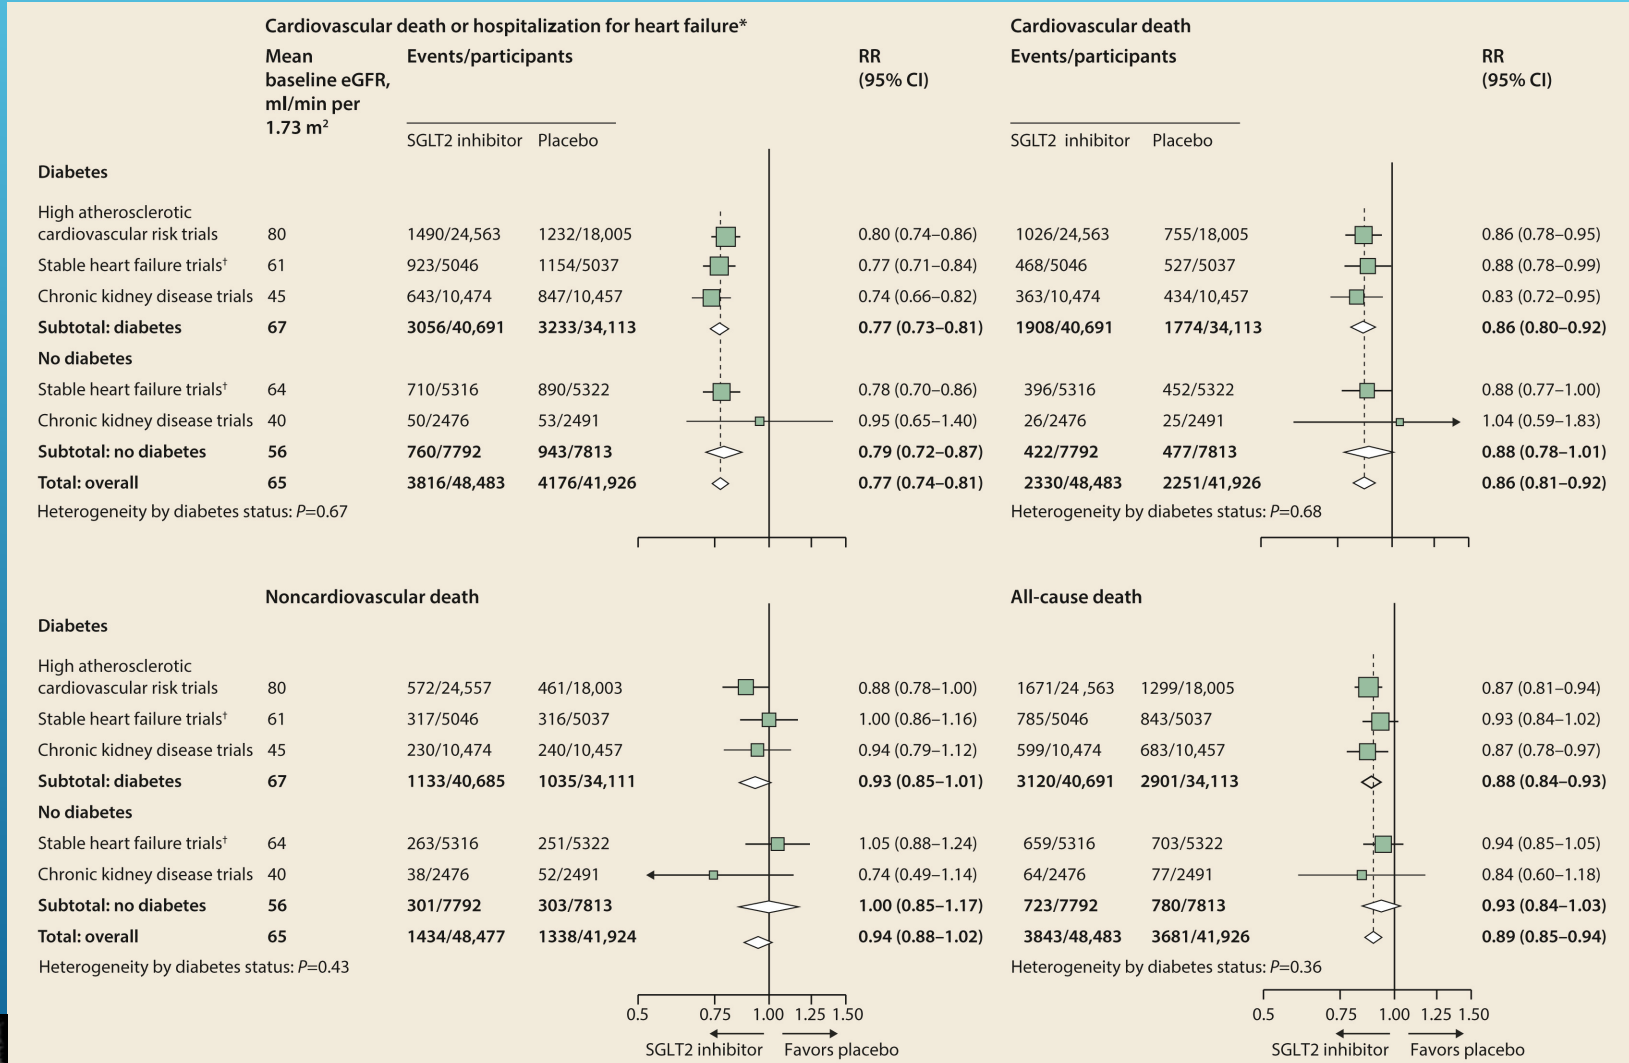 Cardiovascular death or hospitalization for heart failure*
Mean baseline eGFR, ml/min per 1.73 m²
Events/participants
RR (95% CI)
SGLT2 inhibitor Placebo
Cardiovascular death
Events/participants
RR (95% CI)
SGLT2 inhibitor Placebo
Diabetes
High atherosclerotic
cardiovascular risk trials 80 1490/24,563 1232/18,005 0.80 (0.74–0.86) 1026/24,563 755/18,005 0.86 (0.78–0.95)
Stable heart failure trials† 61 923/5046 1154/5037 0.77 (0.71–0.84) 468/5046 527/5037 0.88 (0.78–0.99)
Chronic kidney disease trials 45 643/10,474 847/10,457 0.74 (0.66–0.82) 363/10,474 434/10,457 0.83 (0.72–0.95)
Subtotal: diabetes 67 3056/40,691 3233/34,113 0.77 (0.73–0.81) 1908/40,691 1774/34,113 0.86 (0.80–0.92)
No diabetes
Stable heart failure trials† 64 710/5316 890/5322 0.78 (0.70–0.86) 396/5316 452/5322 0.88 (0.77–1.00)
Chronic kidney disease trials 40 50/2476 53/2491 0.95 (0.65–1.40) 26/2476 25/2491 1.04 (0.59–1.83)
Subtotal: no diabetes 56 760/7792 943/7813 0.79 (0.72–0.87) 422/7792 477/7813 0.88 (0.78–1.01)
Total: overall 65 3816/48,483 4176/41,926 0.77 (0.74–0.81) 2330/48,483 2251/41,926 0.86 (0.81–0.92)
Heterogeneity by diabetes status: P=0.67 Heterogeneity by diabetes status: P=0.68
Noncardiovascular death All-cause death
Diabetes
High atherosclerotic
cardiovascular risk trials 80 572/24,557 461/18,003 0.88 (0.78–1.00) 1671/24 ,563 1299/18,005 0.87 (0.81–0.94)
Stable heart failure trials† 61 317/5046 316/5037 1.00 (0.86–1.16) 785/5046 843/5037 0.93 (0.84–1.02)
Chronic kidney disease trials 45 230/10,474 240/10,457 0.94 (0.79–1.12) 599/10,474 683/10,457 0.87 (0.78–0.97)
Subtotal: diabetes 67 1133/40,685 1035/34,111 0.93 (0.85–1.01) 3120/40,691 2901/34,113 0.88 (0.84–0.93)
No diabetes
Stable heart failure trials† 64 263/5316 251/5322 1.05 (0.88–1.24) 659/5316 703/5322 0.94 (0.85–1.05)
Chronic kidney disease trials 40 38/2476 52/2491 0.74 (0.49–1.14) 64/2476 77/2491 0.84 (0.60–1.18)
Subtotal: no diabetes 56 301/7792 303/7813 1.00 (0.85–1.17) 723/7792 780/7813 0.93 (0.84–1.03)
Total: overall 65 1434/48,477 1338/41,924 0.94 (0.88–1.02) 3843/48,483 3681/41,926 0.89 (0.85–0.94)
Heterogeneity by diabetes status: P=0.43 Heterogeneity by diabetes status: P=0.36
0.5 0.75 1.00 1.25 1.50 0.5 0.75 1.00 1.25 1.50
SGLT2 inhibitor Favors placebo SGLT2 inhibitor Favors placebo